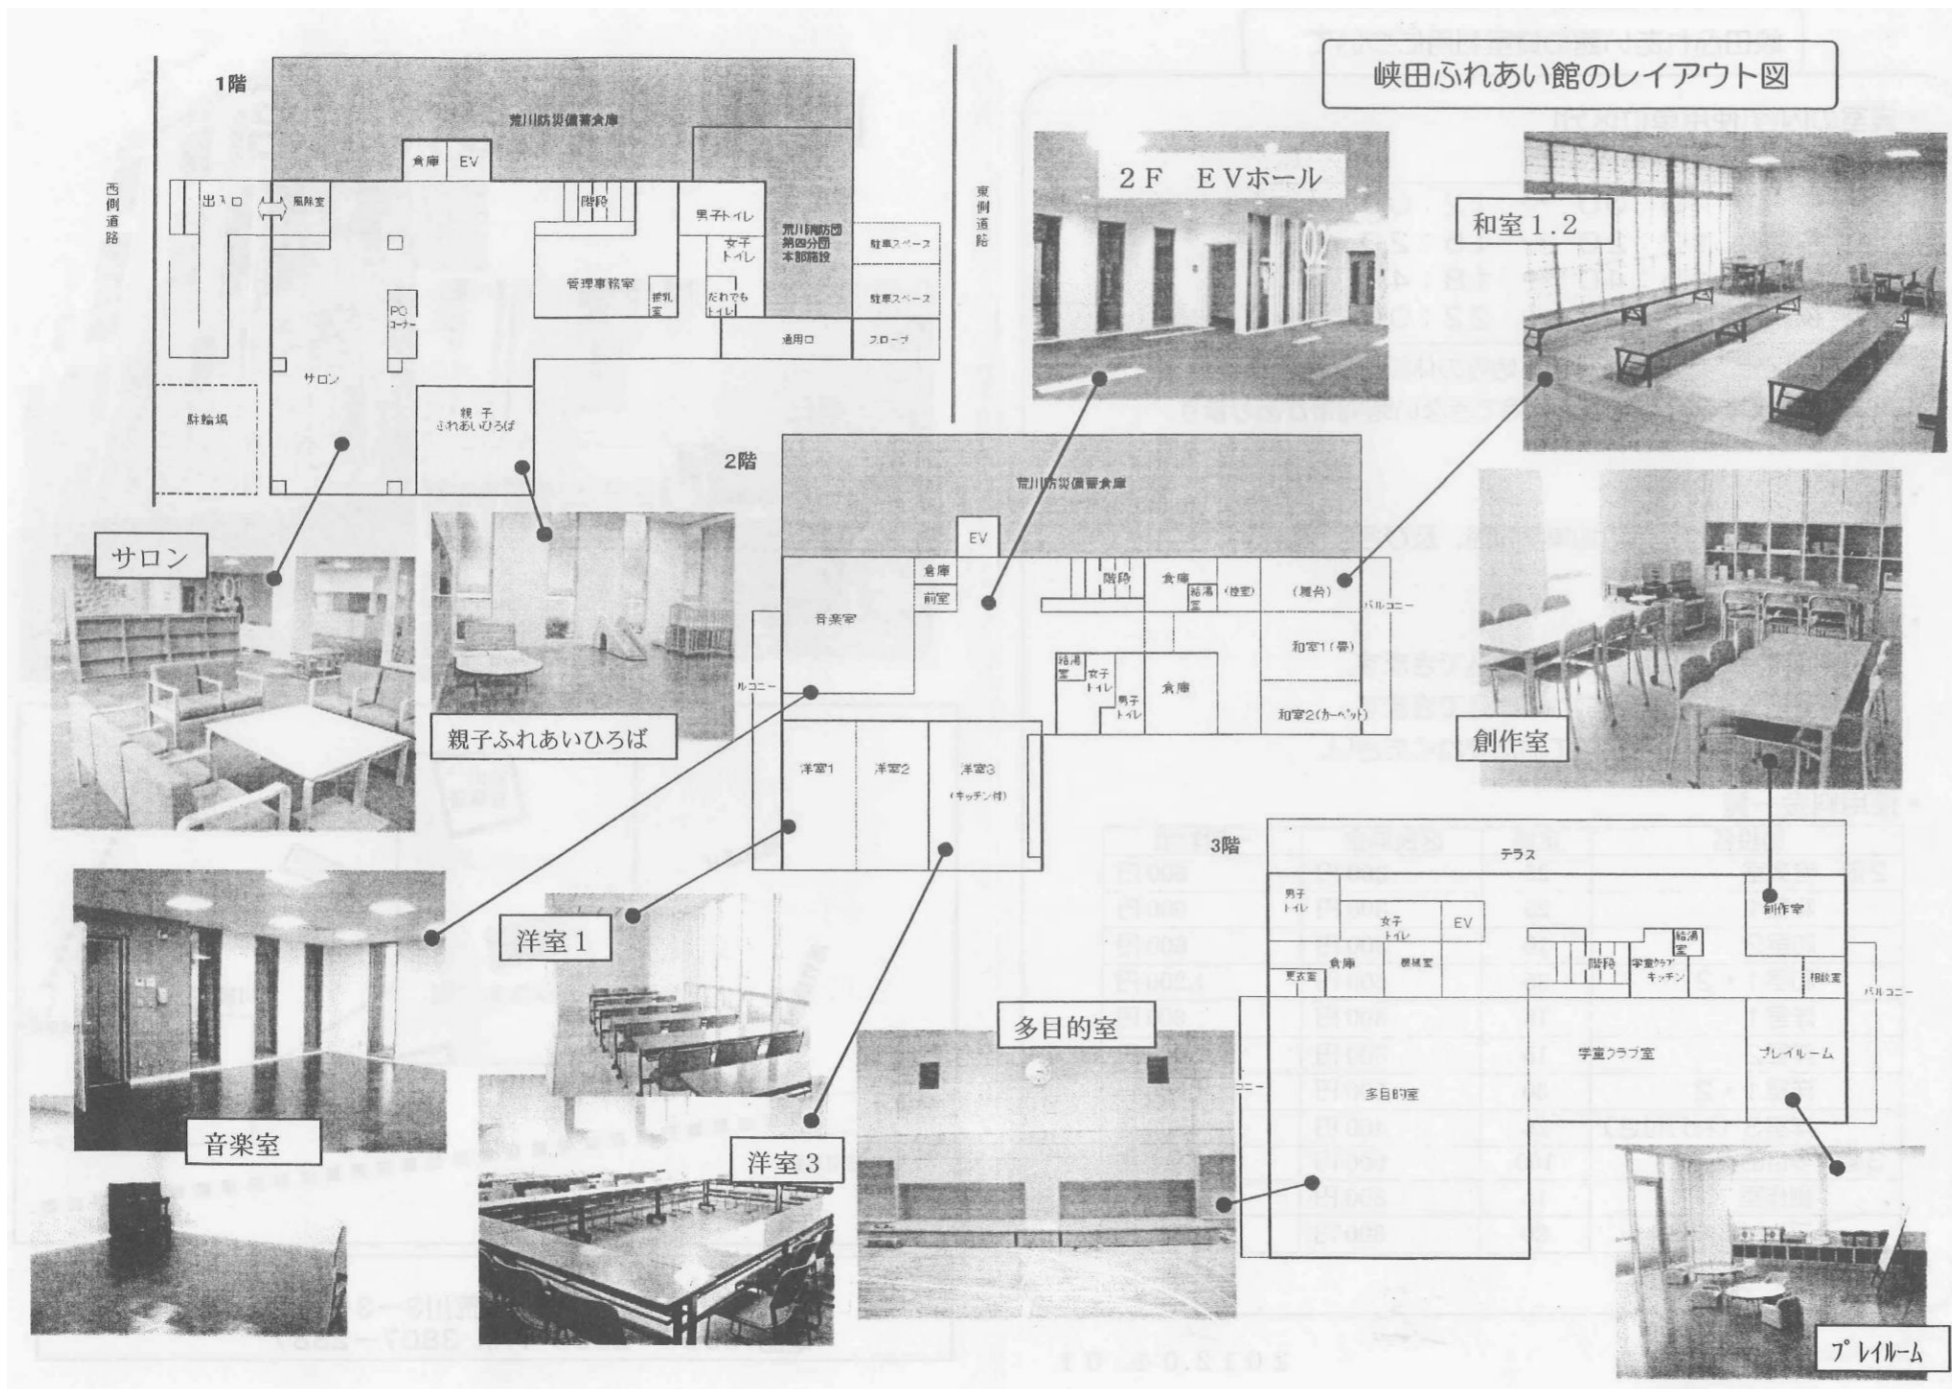 峡田ふれあい館のレイアウト図
1階
荒川防災備蓄倉庫
倉庫
EV
西側道路
出入口
風除室
階段
男子トイレ
女子
トイレ
荒川消防団
第四分団
本部施設
駐車スペース
東側道路
管理事務室
授乳
室
だれでも
トイレ
駐車スペース
PC
コーナー
通用口
スロープ
サロン
駐輪場
親子
ふれあいひろば
サロン
親子ふれあいひろば
2F EVホール
和室1.2
2階
荒川防災備蓄倉庫
EV
倉庫
前室
音楽室
階段
倉庫
給湯
室
(控室)
(舞台)
バルコニー
和室1(畳)
給湯
室
女子
トイレ
男子
トイレ
倉庫
和室2(カーペット)
ルコニー
洋室1
洋室2
洋室3
(キッチン付)
創作室
音楽室
洋室1
洋室3
多目的室
3階
テラス
男子
トイレ
女子
トイレ
EV
創作室
倉庫
機械室
更衣室
階段
給湯
室
学童クラブ
キッチン
相談室
バルコニー
学童クラブ室
プレイルーム
コニー
多目的室
プレイルーム